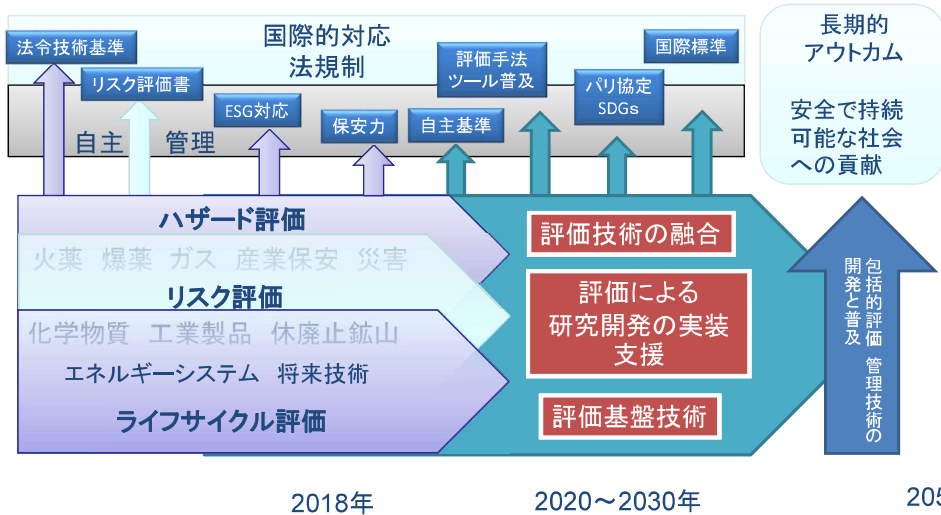 国際的対応
法規制
法令技術基準
リスク評価書
ESG対応
保安力
自主基準
評価手法
ツール普及
パリ協定
SDGs
国際標準
自主 管理
長期的
アウトカム
安全で持続
可能な社会
への貢献
ハザード評価
火薬 爆薬 ガス 産業保安 災害
リスク評価
化学物質 工業製品 休廃止鉱山
エネルギーシステム 将来技術
ライフサイクル評価
評価技術の融合
評価による
研究開発の実装
支援
評価基盤技術
包括的評価 管理技術の
開発と普及
2018年
2020～2030年
205